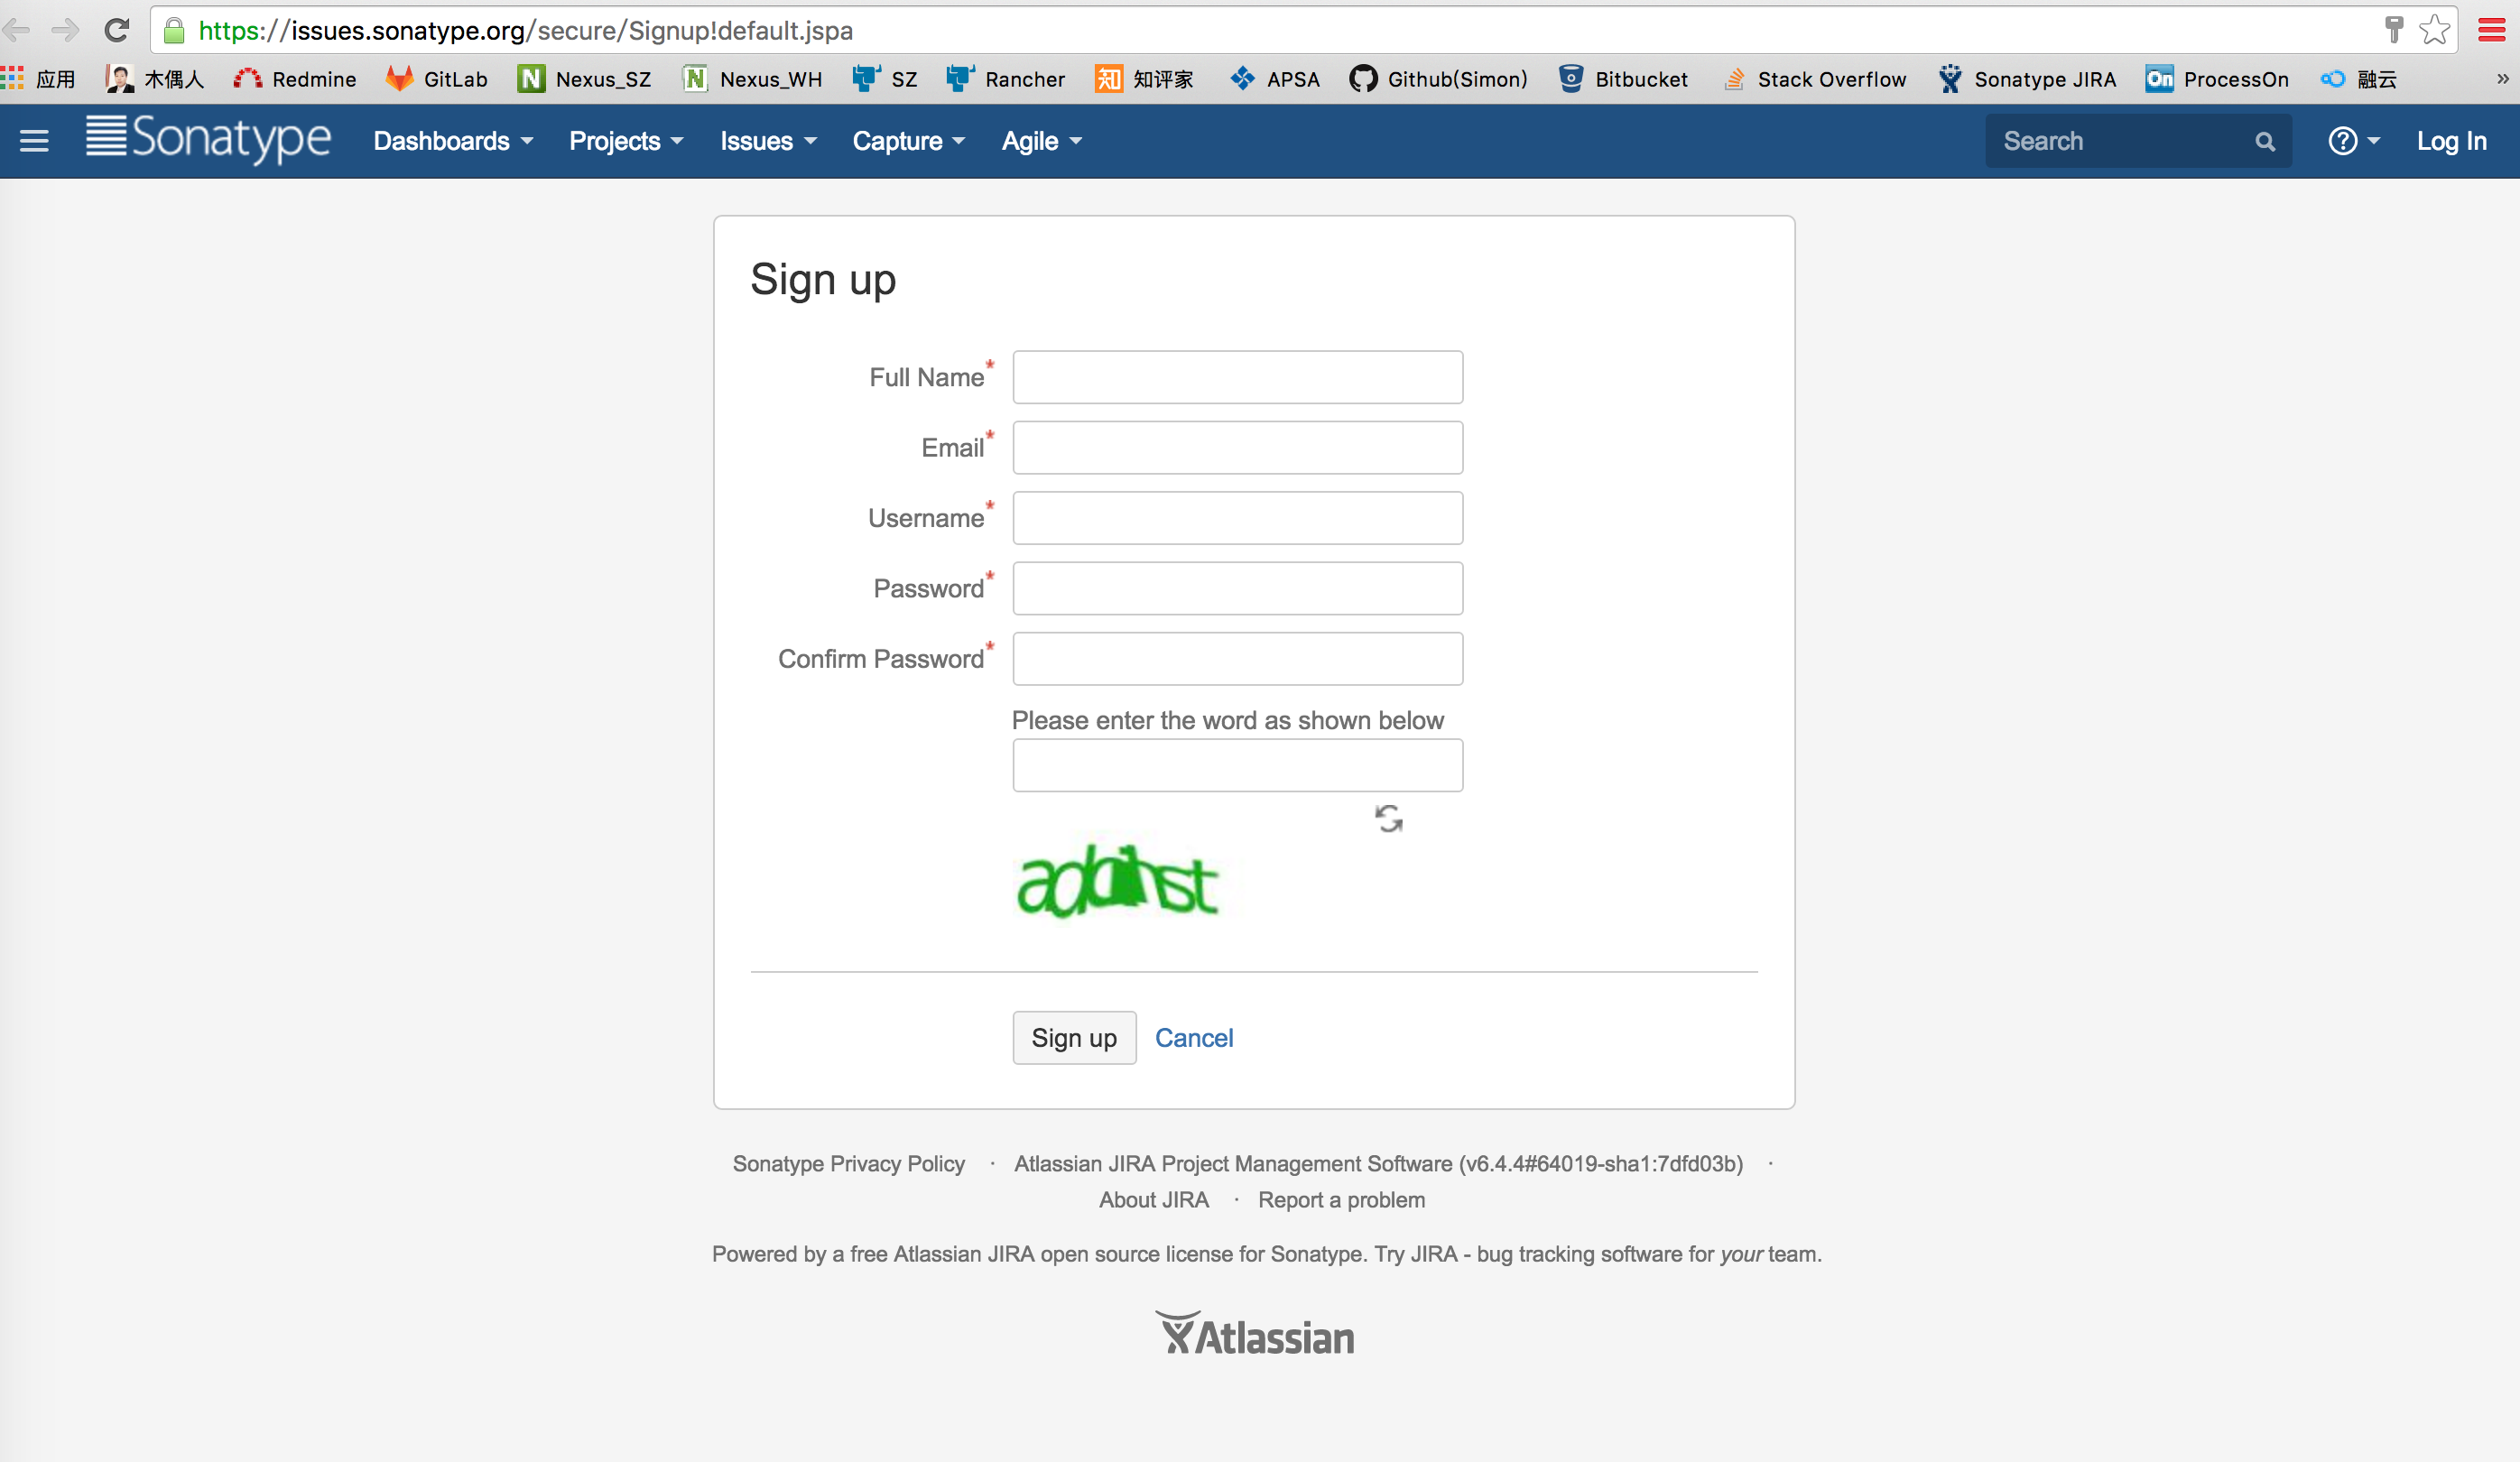 https://issues.sonatype.org/secure/Signup!default.jspa
应用 木偶人 Redmine GitLab Nexus_SZ Nexus_WH SZ Rancher 知 知评家 APSA Github(Simon) Bitbucket Stack Overflow Sonatype JIRA On ProcessOn 融云 »
Sonatype Dashboards Projects Issues Capture Agile Search Log In
Sign up
Full Name*
Email*
Username*
Password*
Confirm Password*
Please enter the word as shown below
Sign up Cancel
Sonatype Privacy Policy · Atlassian JIRA Project Management Software (v6.4.4#64019-sha1:7dfd03b) ·
About JIRA · Report a problem
Powered by a free Atlassian JIRA open source license for Sonatype. Try JIRA - bug tracking software for your team.
Atlassian